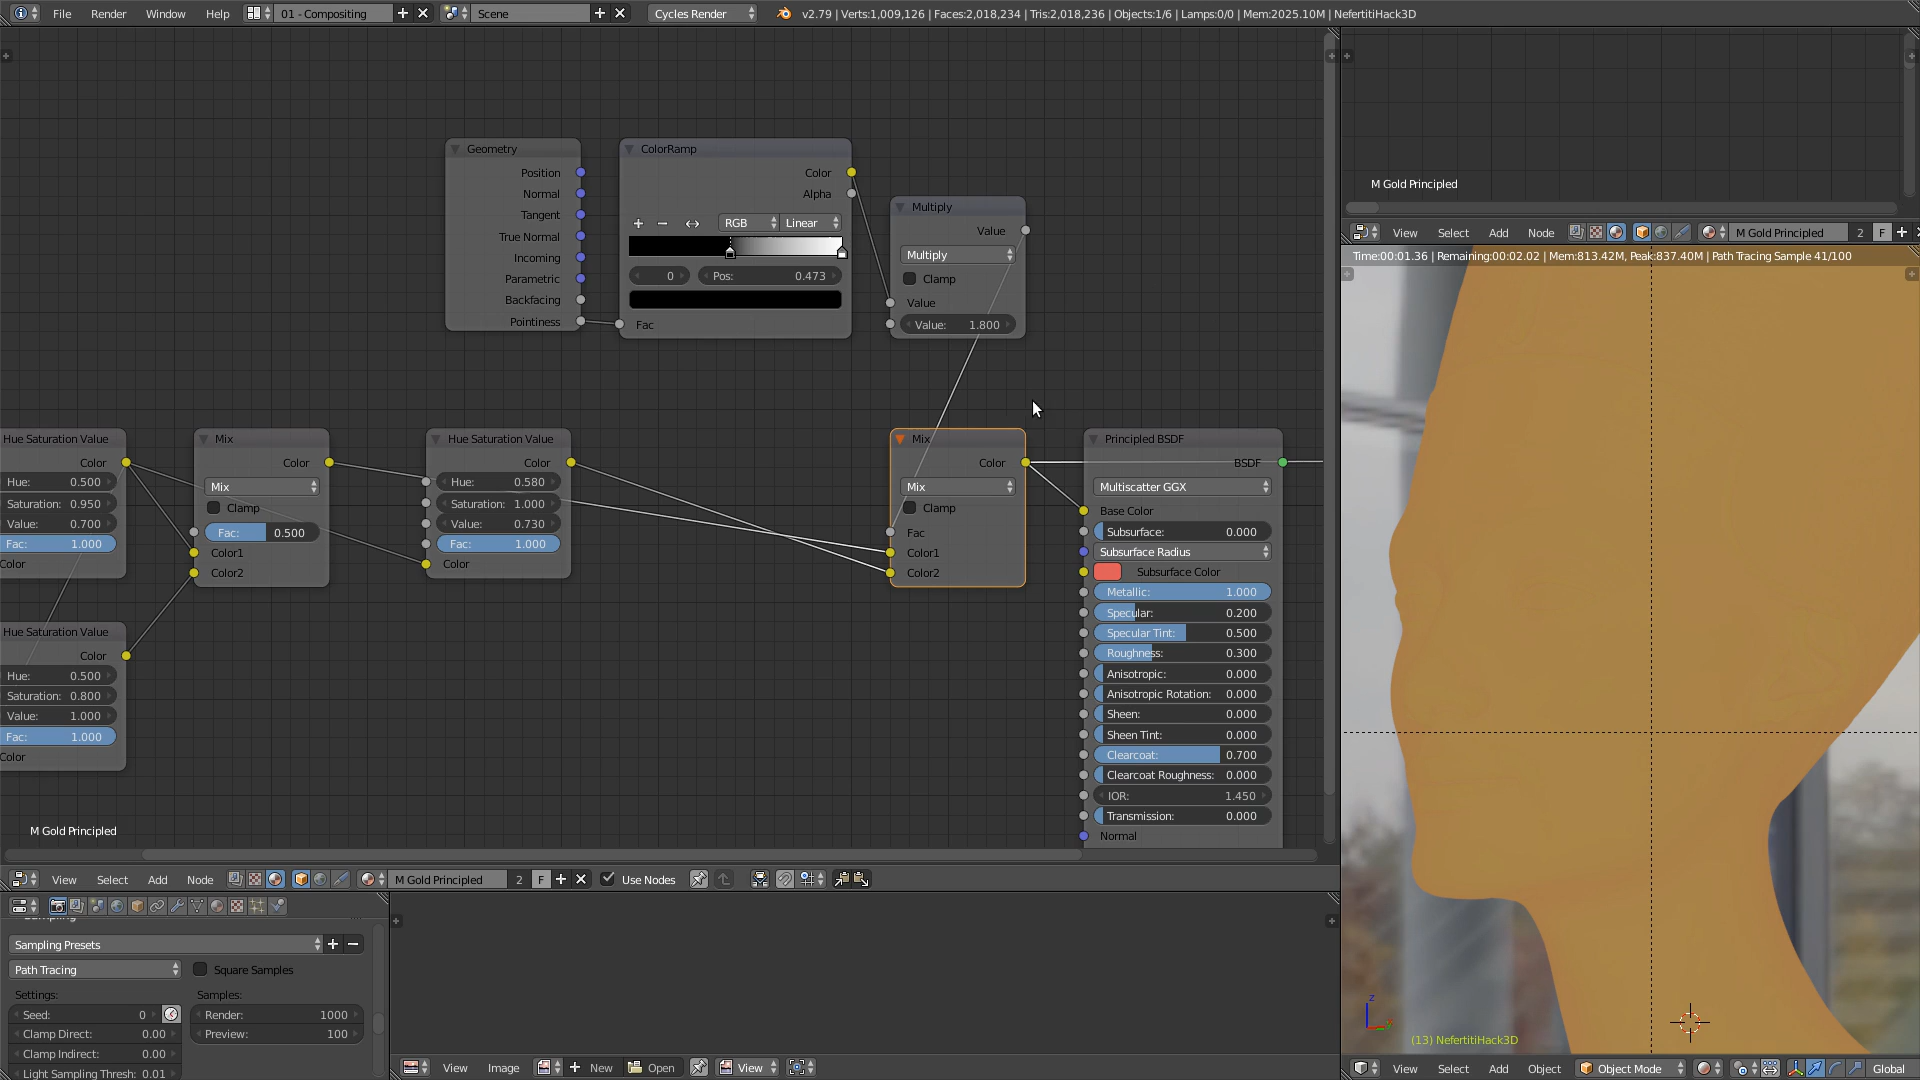 File Render Window Help 01 - Compositing Scene Cycles Render v2.79 | Verts:1,009,126 | Faces:2,018,234 | Tris:2,018,236 | Objects:1/6 | Lamps:0/0 | Mem:2025.10M | NefertitiHack3D
Geometry
Position
Normal
Tangent
True Normal
Incoming
Parametric
Backfacing
Pointiness
ColorRamp
Color
Alpha
RGB Linear
0 Pos: 0.473
Fac
Multiply
Value
Multiply
Clamp
Value
Value: 1.800
Hue Saturation Value
Color
Hue: 0.500
Saturation: 0.950
Value: 0.700
Fac: 1.000
Color
Mix
Color
Mix
Clamp
Fac: 0.500
Color1
Color2
Hue Saturation Value
Color
Hue: 0.580
Saturation: 1.000
Value: 0.730
Fac: 1.000
Color
Mix
Color
Mix
Clamp
Fac
Color1
Color2
Principled BSDF
BSDF
Multiscatter GGX
Base Color
Subsurface: 0.000
Subsurface Radius
Subsurface Color
Metallic: 1.000
Specular: 0.200
Specular Tint: 0.500
Roughness: 0.300
Anisotropic: 0.000
Anisotropic Rotation: 0.000
Sheen: 0.000
Sheen Tint: 0.000
Clearcoat: 0.700
Clearcoat Roughness: 0.000
IOR: 1.450
Transmission: 0.000
Normal
Hue Saturation Value
Color
Hue: 0.500
Saturation: 0.800
Value: 1.000
Fac: 1.000
Color
M Gold Principled
View Select Add Node M Gold Principled 2 F Use Nodes
Sampling Presets
Path Tracing Square Samples
Settings: Samples:
Seed: 0 Render: 1000
Clamp Direct: 0.00 Preview: 100
Clamp Indirect: 0.00
Light Sampling Thresh: 0.01
View Image New Open View
M Gold Principled
View Select Add Node M Gold Principled 2 F
Time:00:01.36 | Remaining:00:02.02 | Mem:813.42M, Peak:837.40M | Path Tracing Sample 41/100
z
(13) NefertitiHack3D
View Select Add Object Object Mode Global